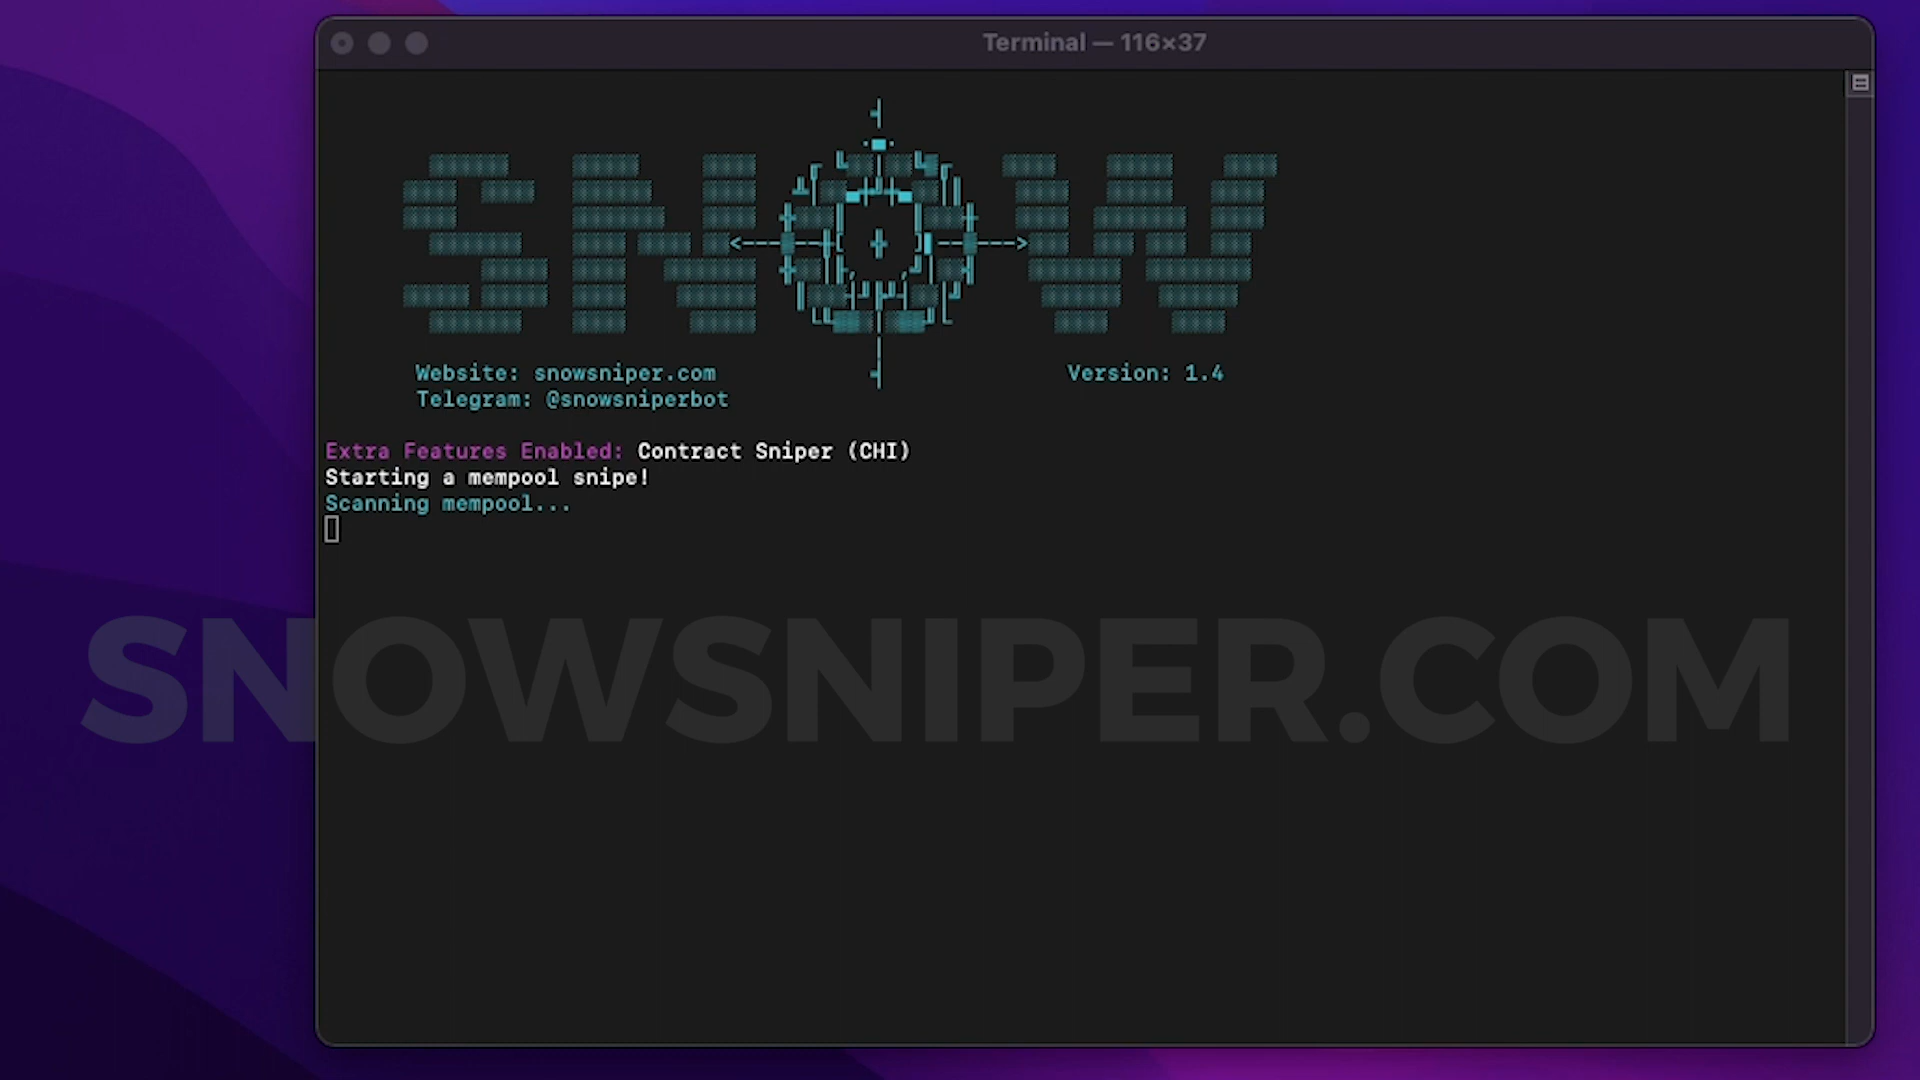 Terminal — 116×37
SNOW
Website: snowsniper.com
Version: 1.4
Telegram: @snowsniperbot
Extra Features Enabled: Contract Sniper (CHI)
Starting a mempool snipe!
Scanning mempool...
SNOWSNIPER.COM